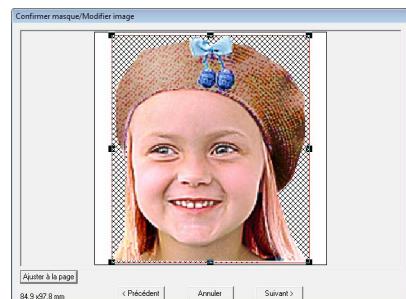 Confirmer masque/Modifier image
Ajuster à la page
84.9 x97.8 mm
< Précédent
Annuler
Suivant >